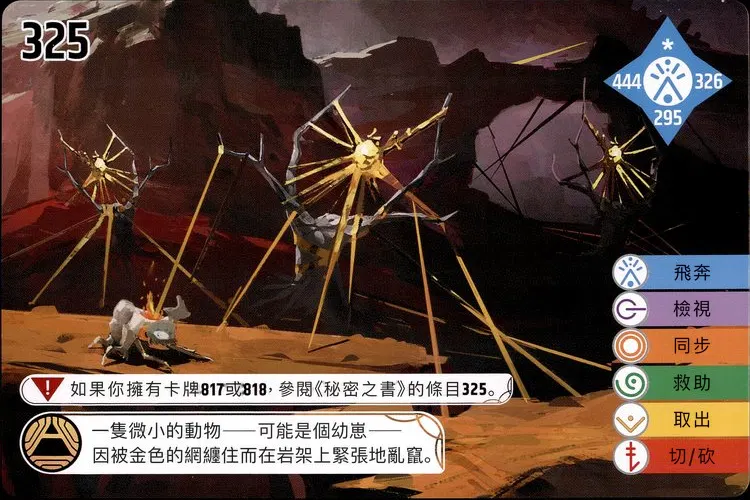 325
*
444
326
295
飛奔
檢視
同步
救助
取出
切/砍
如果你擁有卡牌817或818，參閱《秘密之書》的條目325。
一隻微小的動物——可能是個幼崽——
因被金色的網纏住而在岩架上緊張地亂竄。